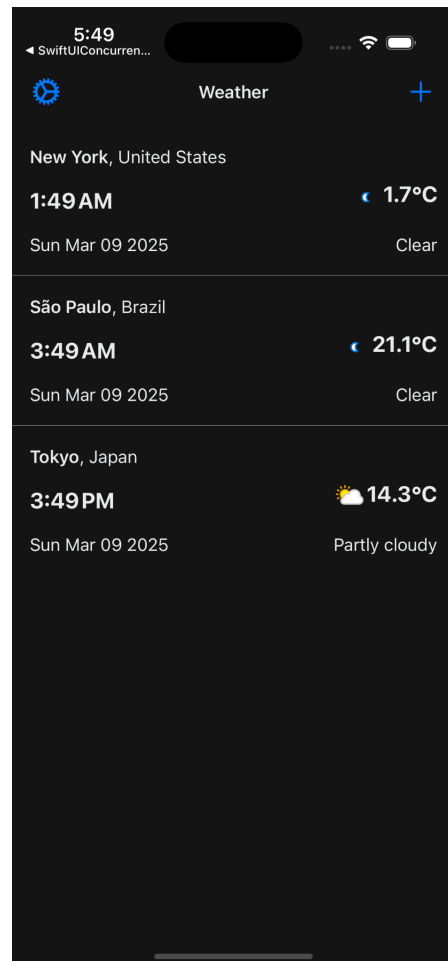 5:49
◀ SwiftUIConcurren...
Weather
New York, United States
1:49 AM
1.7°C
Sun Mar 09 2025
Clear
São Paulo, Brazil
3:49 AM
21.1°C
Sun Mar 09 2025
Clear
Tokyo, Japan
3:49 PM
14.3°C
Sun Mar 09 2025
Partly cloudy